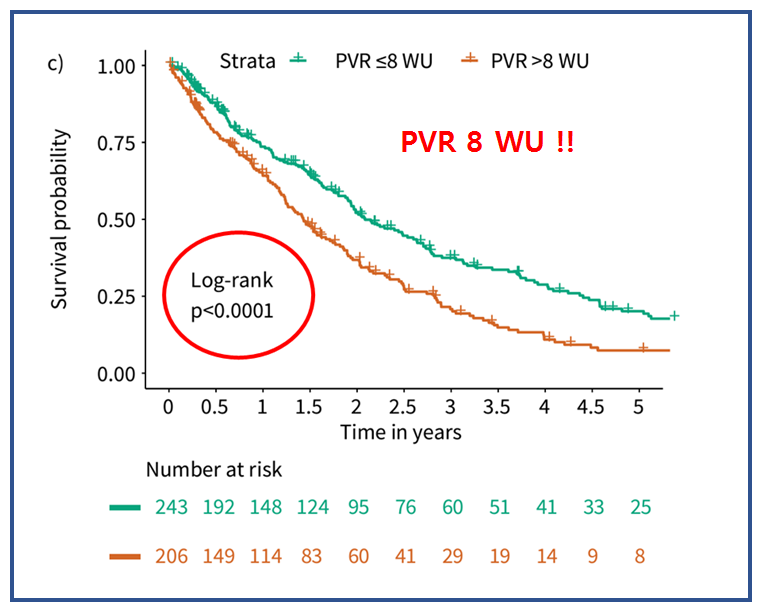 c)
Strata PVR ≤8 WU PVR >8 WU
PVR 8 WU !!
Survival probability
1.00
0.75
0.50
0.25
0.00
Log-rank
p<0.0001
0 0.5 1 1.5 2 2.5 3 3.5 4 4.5 5
Time in years
Number at risk
243 192 148 124 95 76 60 51 41 33 25
206 149 114 83 60 41 29 19 14 9 8